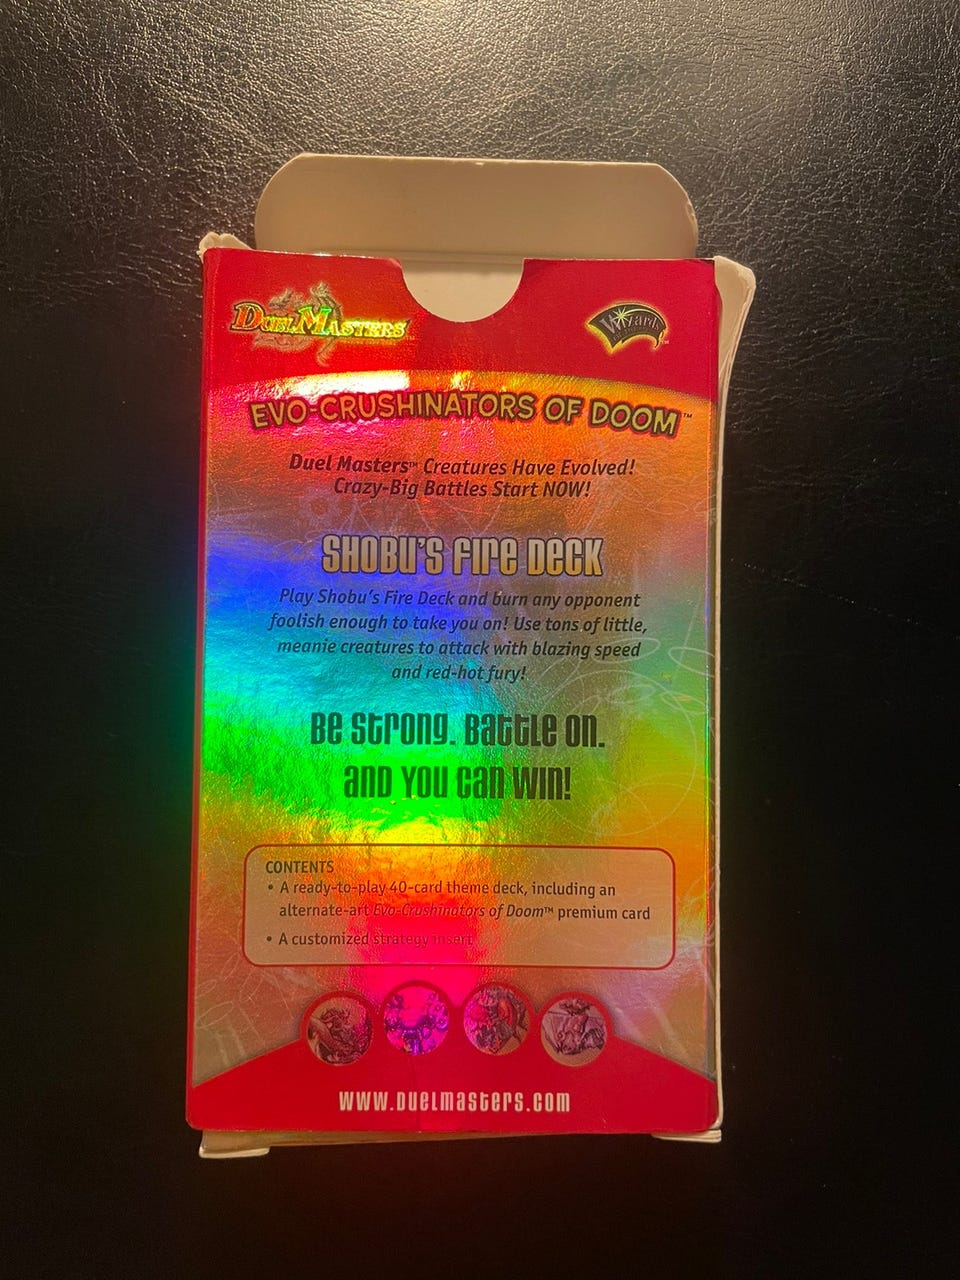 DUEL MASTERS
Wizards
EVO-CRUSHINATORS OF DOOM™
Duel Masters™ Creatures Have Evolved!
Crazy-Big Battles Start NOW!
SHOBU'S FIRE DECK
Play Shobu's Fire Deck and burn any opponent
foolish enough to take you on! Use tons of little,
meanie creatures to attack with blazing speed
and red-hot fury!
Be strong. Battle on.
and you can win!
CONTENTS
• A ready-to-play 40-card theme deck, including an
alternate-art Evo-Crushinators of Doom™ premium card
• A customized strategy insert
www.duelmasters.com